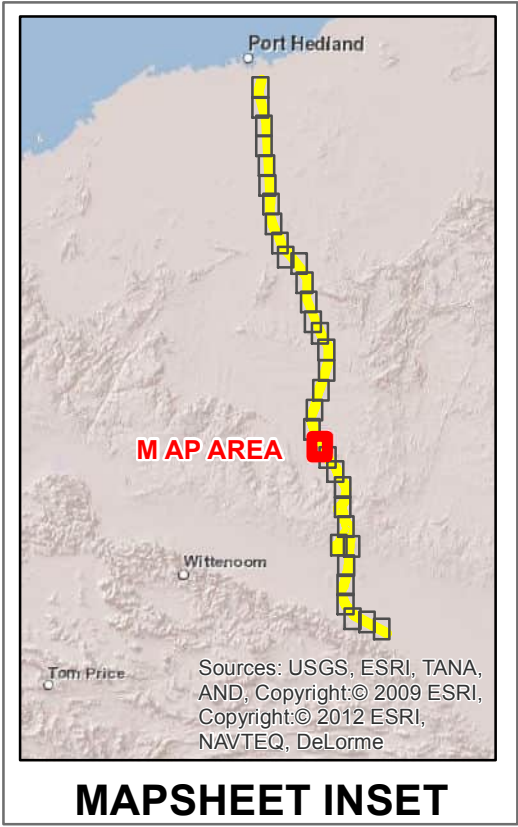 Port Hedland
M AP AREA
Wittenoom
Tom Price
Sources: USGS, ESRI, TANA,
AND, Copyright:© 2009 ESRI,
Copyright:© 2012 ESRI,
NAVTEQ, DeLorme
MAPSHEET INSET